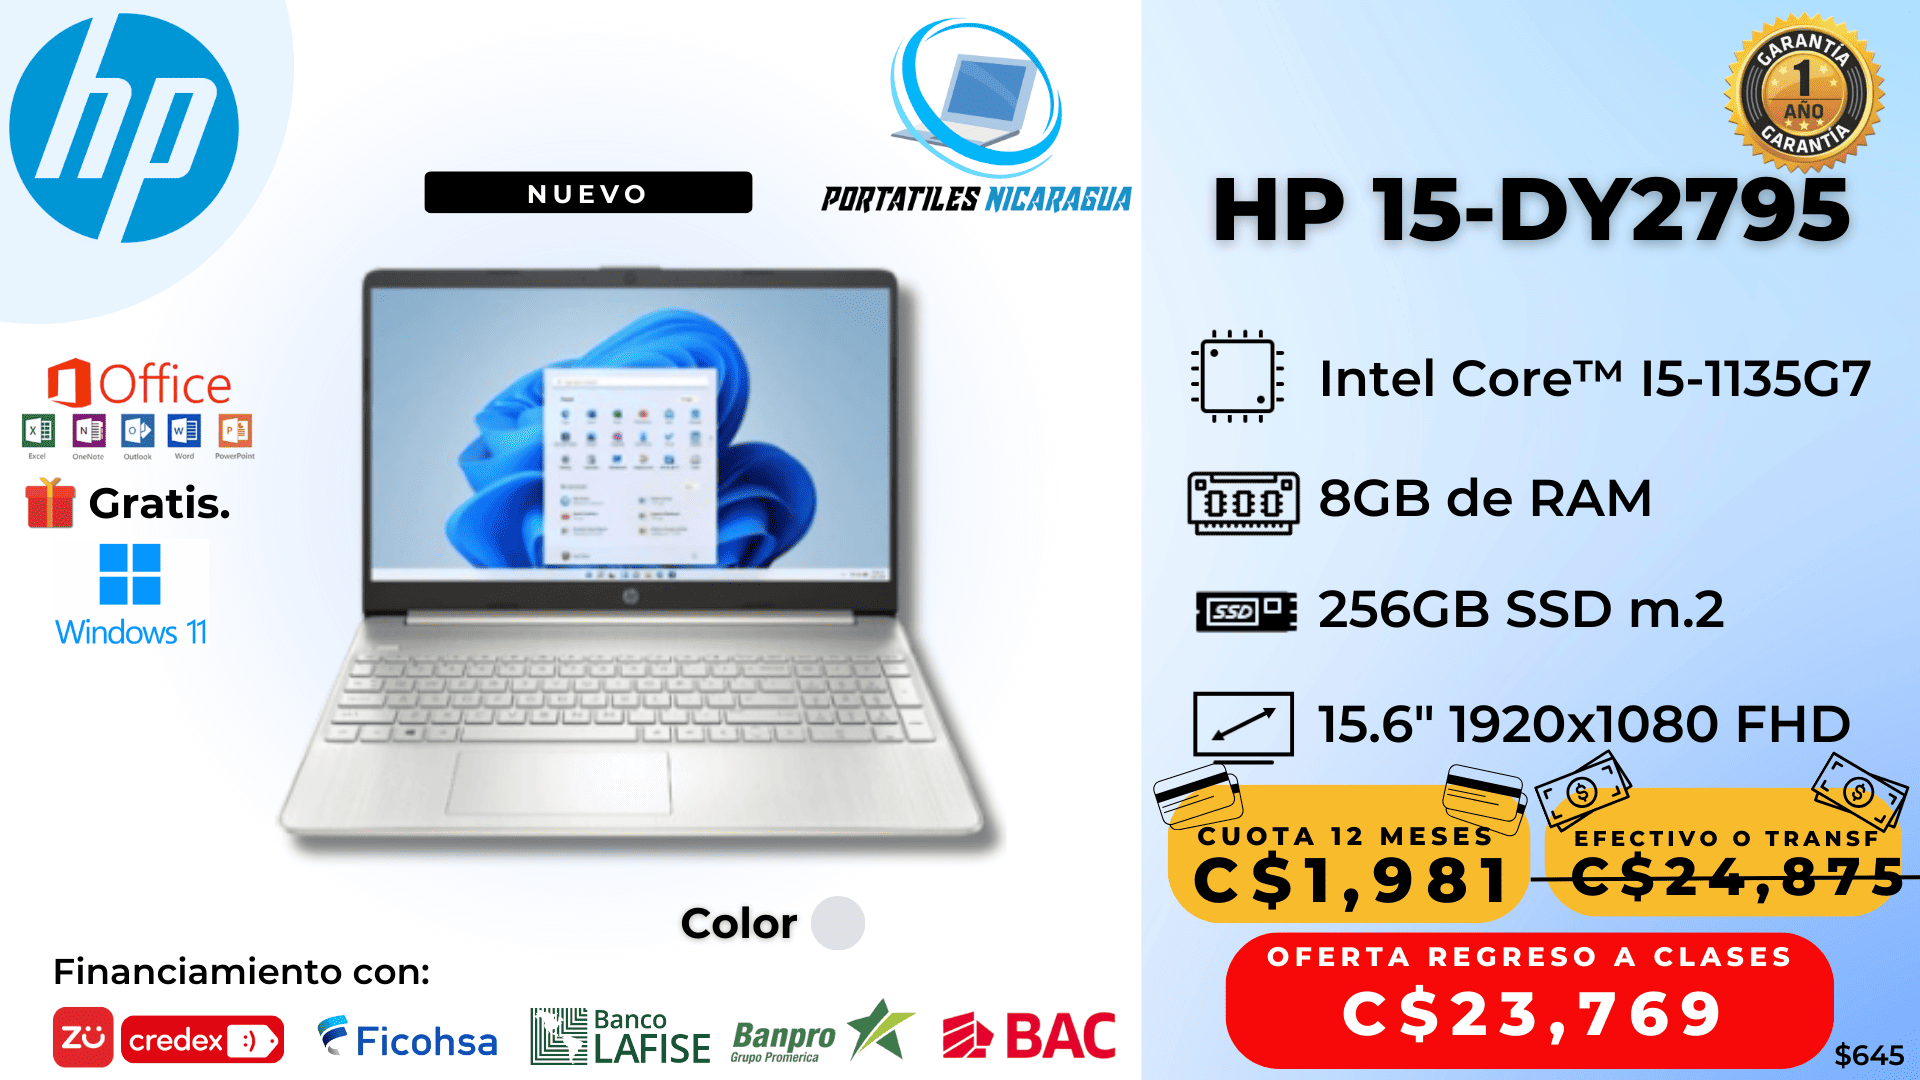 hp
NUEVO
PORTATILES NICARAGUA
Office
Excel OneNote Outlook Word PowerPoint
Gratis.
Windows 11
Color
Financiamiento con:
ZÜ
credex
Ficohsa
Banco
LAFISE
Banpro
Grupo Promerica
BAC
GARANTÍA
1
AÑO
GARANTÍA
HP 15-DY2795
Intel Core™ I5-1135G7
8GB de RAM
SSD
256GB SSD m.2
15.6" 1920x1080 FHD
CUOTA 12 MESES
C$1,981
EFECTIVO O TRANSF
C$24,875
OFERTA REGRESO A CLASES
C$23,769
$645